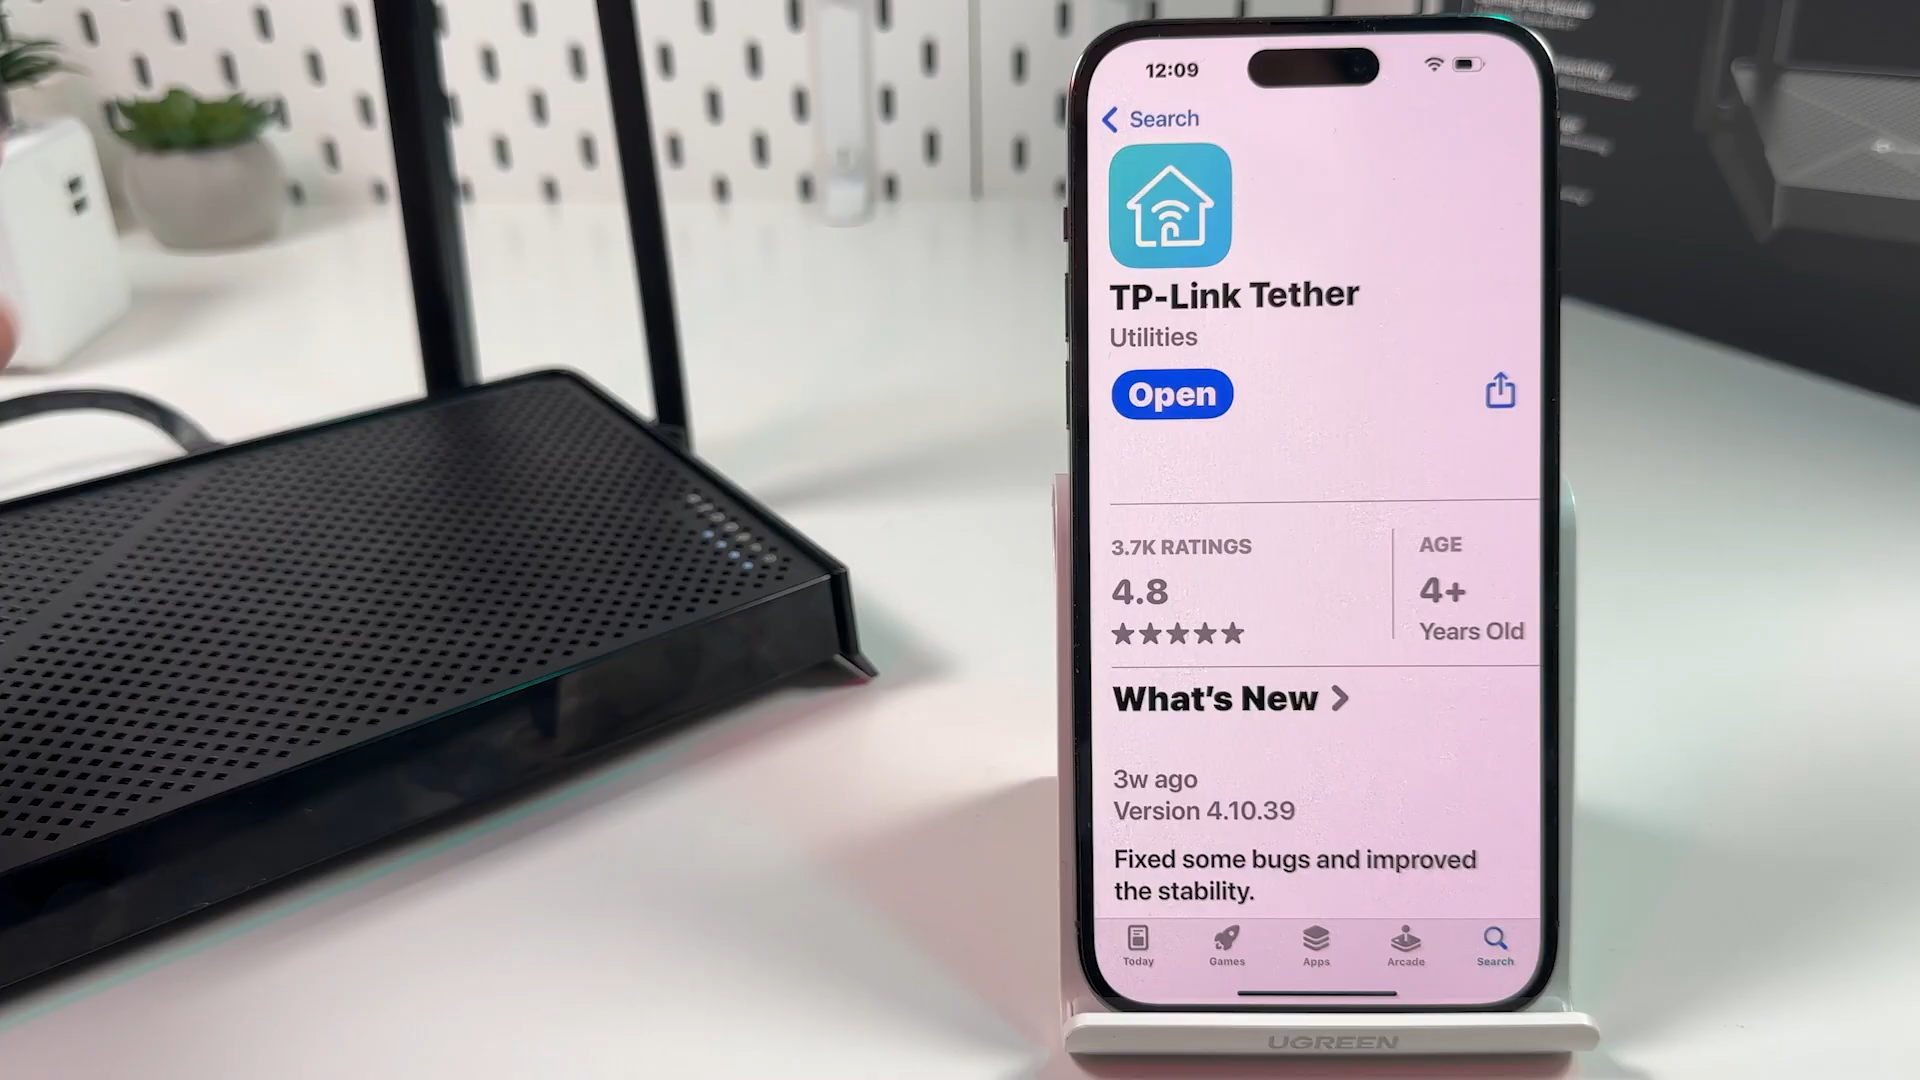 12:09
Search
TP-Link Tether
Utilities
Open
3.7K RATINGS
4.8
★★★★★
AGE
4+
Years Old
What's New
3w ago
Version 4.10.39
Fixed some bugs and improved
the stability.
Today
Games
Apps
Arcade
Search
UGREEN